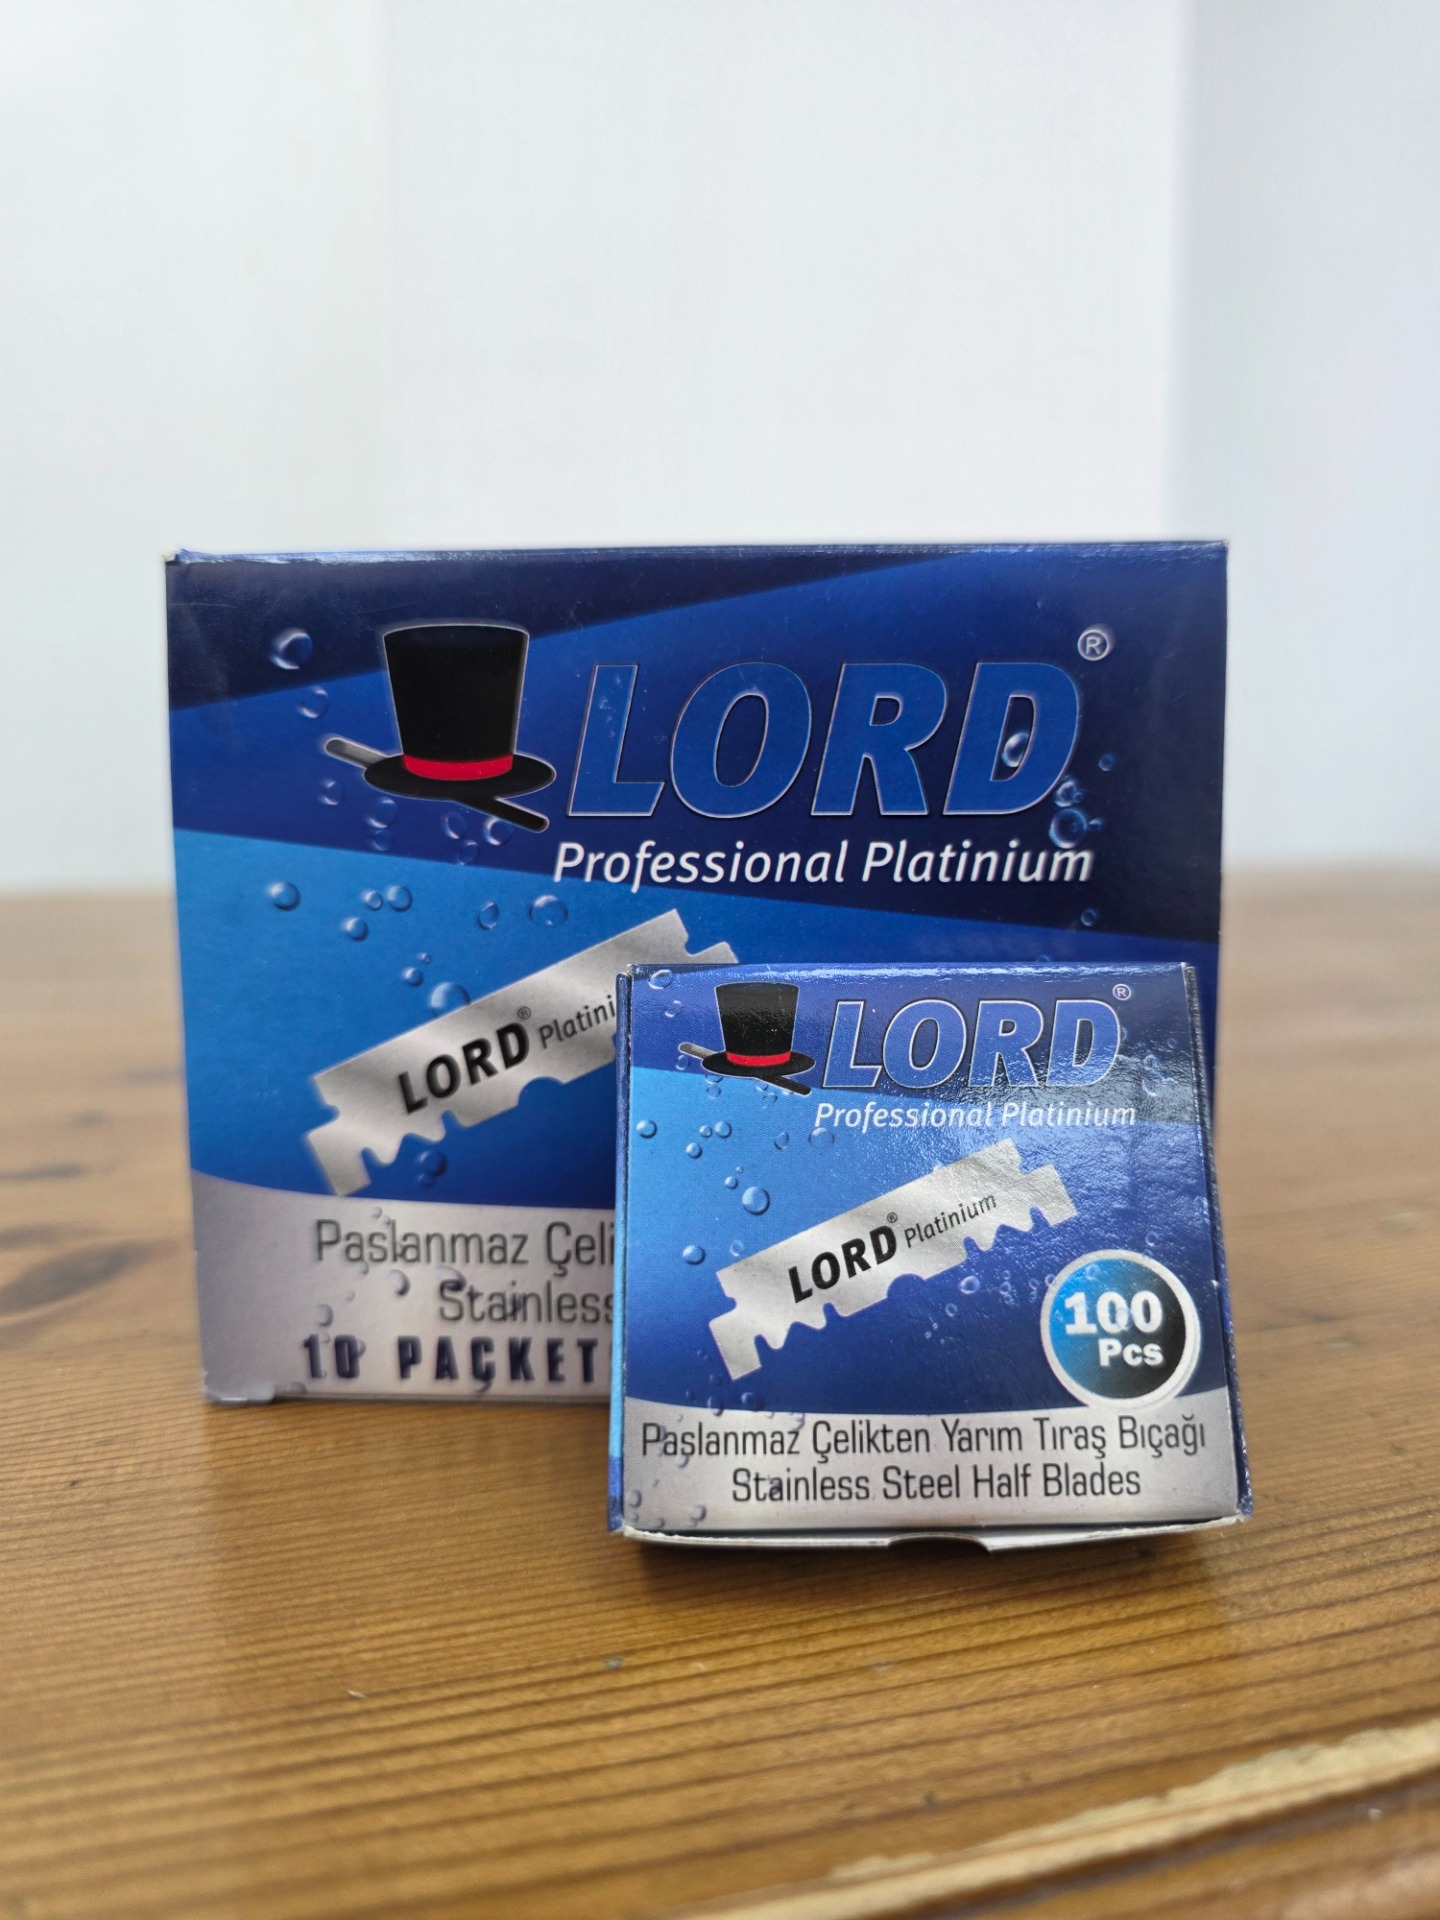 LORD®
Professional Platinium
LORD® Platini
Paslanmaz Çeli
Stainless
10 PACKET
LORD®
Professional Platinium
LORD® Platinium
100
Pcs
Paslanmaz Çelikten Yarım Tıraş Bıçağı
Stainless Steel Half Blades